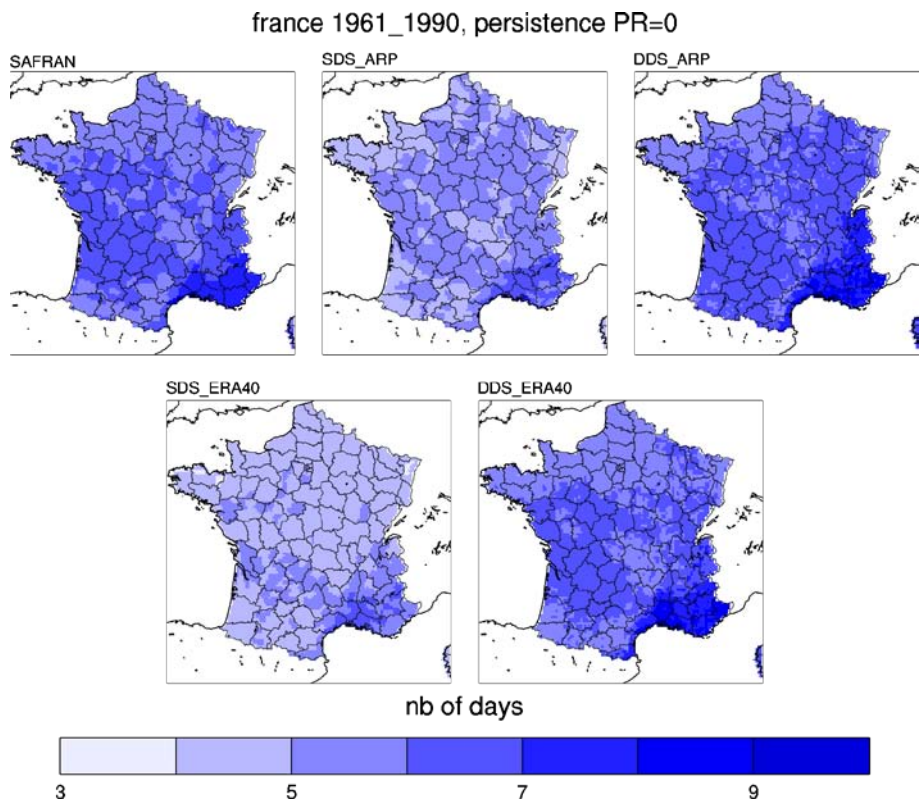 france 1961_1990, persistence PR=0
SAFRAN
SDS_ARP
DDS_ARP
SDS_ERA40
DDS_ERA40
nb of days
3 5 7 9